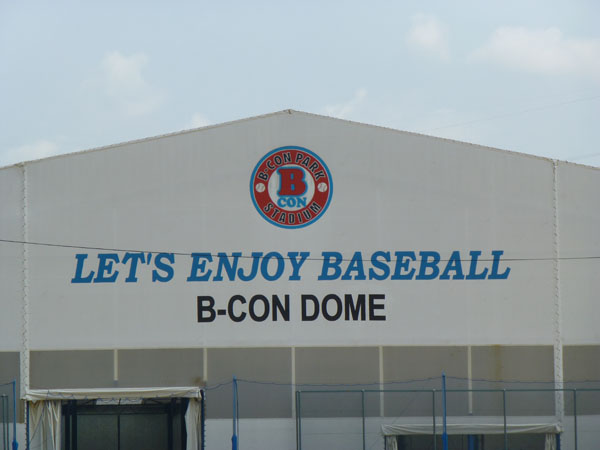 B-CON PARK
B
CON
STADIUM
LET'S ENJOY BASEBALL
B-CON DOME